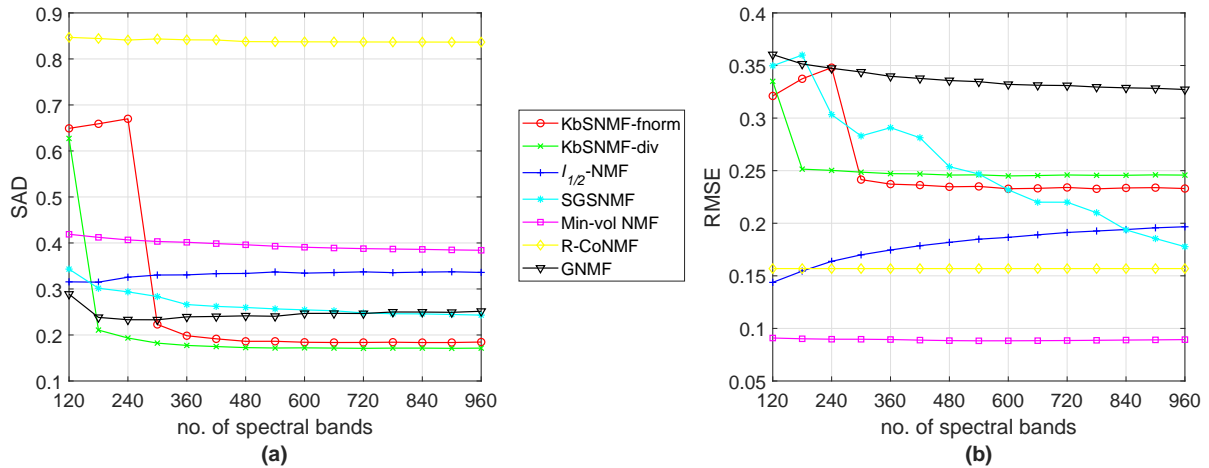 0.9
0.8
0.7
0.6
0.5
0.4
0.3
0.2
0.1
SAD
120 240 360 480 600 720 840 960
no. of spectral bands
(a)
KbSNMF-fnorm
KbSNMF-div
l1/2-NMF
SGSNMF
Min-vol NMF
R-CoNMF
GNMF
0.4
0.35
0.3
0.25
0.2
0.15
0.1
0.05
RMSE
120 240 360 480 600 720 840 960
no. of spectral bands
(b)